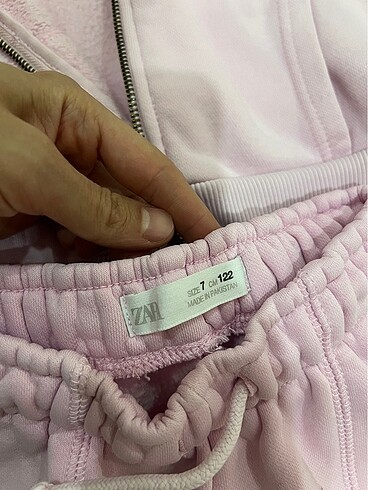 ZARA
SIZE 7 CM 122
MADE IN PAKISTAN